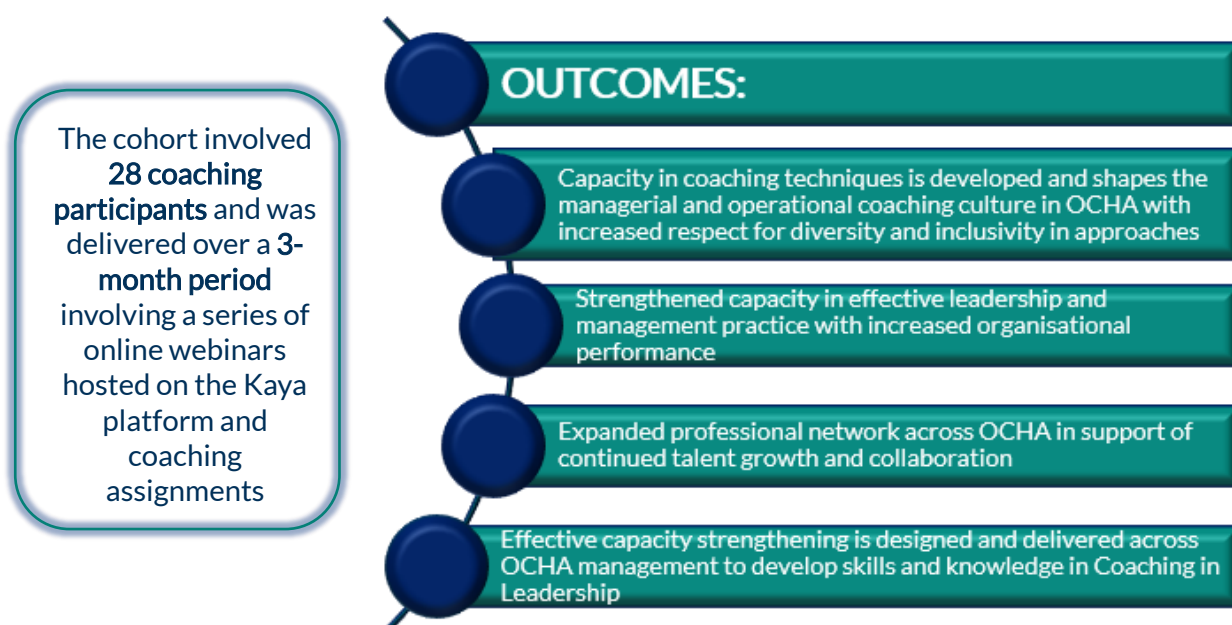 The cohort involved
28 coaching
participants and was
delivered over a 3-
month period
involving a series of
online webinars
hosted on the Kaya
platform and
coaching
assignments
OUTCOMES:
Capacity in coaching techniques is developed and shapes the
managerial and operational coaching culture in OCHA with
increased respect for diversity and inclusivity in approaches
Strengthened capacity in effective leadership and
management practice with increased organisational
performance
Expanded professional network across OCHA in support of
continued talent growth and collaboration
Effective capacity strengthening is designed and delivered across
OCHA management to develop skills and knowledge in Coaching in
Leadership